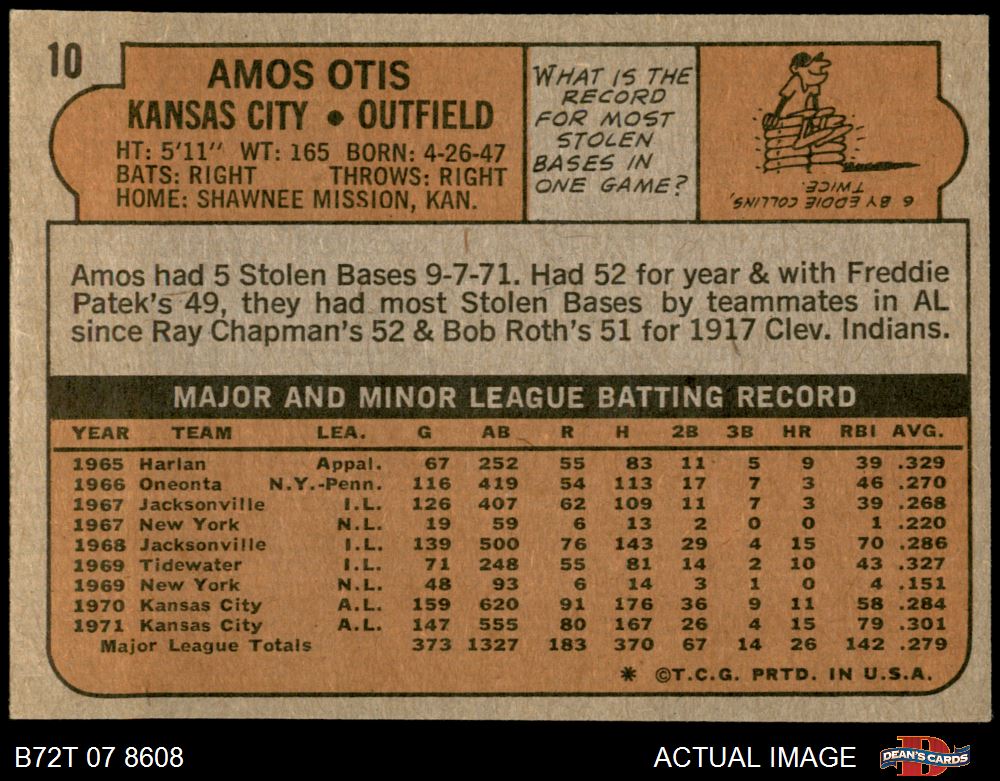 10
AMOS OTIS
KANSAS CITY • OUTFIELD
HT: 5'11" WT: 165 BORN: 4-26-47
BATS: RIGHT THROWS: RIGHT
HOME: SHAWNEE MISSION, KAN.
WHAT IS THE
RECORD
FOR MOST
STOLEN
BASES IN
ONE GAME?
6 BY EDDIE COLLINS,
TWICE.
Amos had 5 Stolen Bases 9-7-71. Had 52 for year & with Freddie
Patek's 49, they had most Stolen Bases by teammates in AL
since Ray Chapman's 52 & Bob Roth's 51 for 1917 Clev. Indians.
MAJOR AND MINOR LEAGUE BATTING RECORD
YEAR TEAM LEA. G AB R H 2B 3B HR RBI AVG.
1965 Harlan Appal. 67 252 55 83 11 5 9 39 .329
1966 Oneonta N.Y.-Penn. 116 419 54 113 17 7 3 46 .270
1967 Jacksonville I.L. 126 407 62 109 11 7 3 39 .268
1967 New York N.L. 19 59 6 13 2 0 0 1 .220
1968 Jacksonville I.L. 139 500 76 143 29 4 15 70 .286
1969 Tidewater I.L. 71 248 55 81 14 2 10 43 .327
1969 New York N.L. 48 93 6 14 3 1 0 4 .151
1970 Kansas City A.L. 159 620 91 176 36 9 11 58 .284
1971 Kansas City A.L. 147 555 80 167 26 4 15 79 .301
Major League Totals 373 1327 183 370 67 14 26 142 .279
* ©T.C.G. PRTD. IN U.S.A.
B72T 07 8608
ACTUAL IMAGE
DEAN'S CARDS